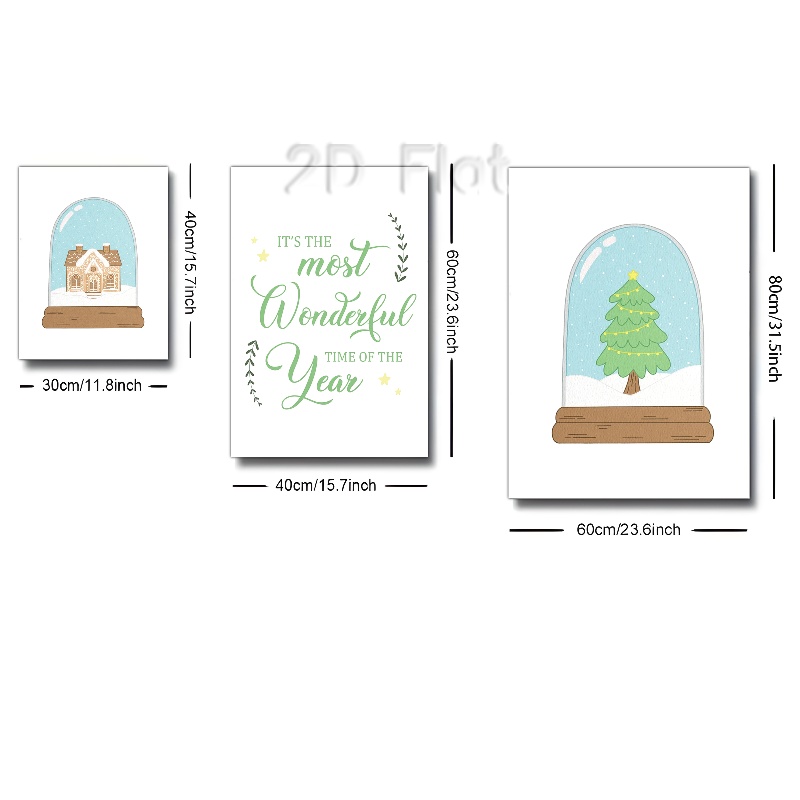 2D Flat
40cm/15.7inch
30cm/11.8inch
IT'S THE
most
Wonderful
TIME OF THE
Year
60cm/23.6inch
40cm/15.7inch
80cm/31.5inch
60cm/23.6inch